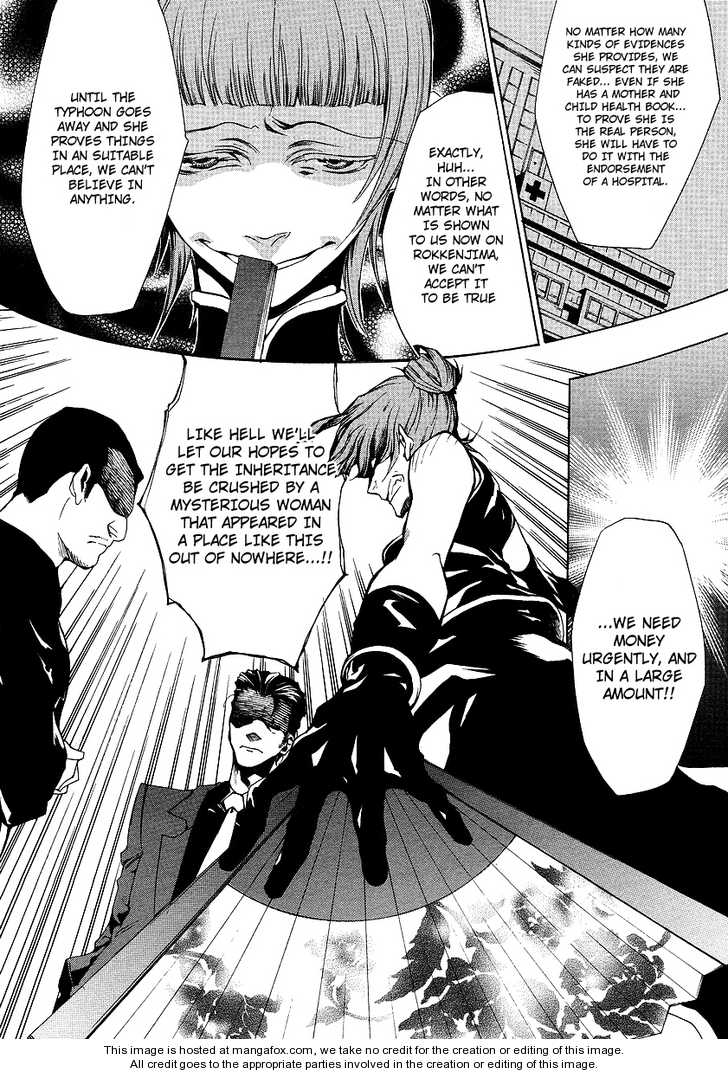 NO MATTER HOW MANY
KINDS OF EVIDENCES
SHE PROVIDES, WE
CAN SUSPECT THEY ARE
FAKED... EVEN IF SHE
HAS A MOTHER AND
CHILD HEALTH BOOK...
TO PROVE SHE IS
THE REAL PERSON,
SHE WILL HAVE TO
DO IT WITH THE
ENDORSEMENT
OF A HOSPITAL.
EXACTLY,
HUH...
IN OTHER
WORDS, NO
MATTER WHAT
IS SHOWN
TO US NOW ON
ROKKENJIMA,
WE CAN'T
ACCEPT IT
TO BE TRUE
UNTIL THE
TYPHOON GOES
AWAY AND SHE
PROVES THINGS
IN AN SUITABLE
PLACE, WE CAN'T
BELIEVE IN
ANYTHING.
...WE NEED
MONEY
URGENTLY, AND
IN A LARGE
AMOUNT!!
LIKE HELL WE'LL
LET OUR HOPES TO
GET THE INHERITANCE
BE CRUSHED BY A
MYSTERIOUS WOMAN
THAT APPEARED IN
A PLACE LIKE THIS
OUT OF NOWHERE...!!
This image is hosted at mangafox.com, we take no credit for the creation or editing of this image.
All credit goes to the appropriate parties involved in the creation or editing of this image.